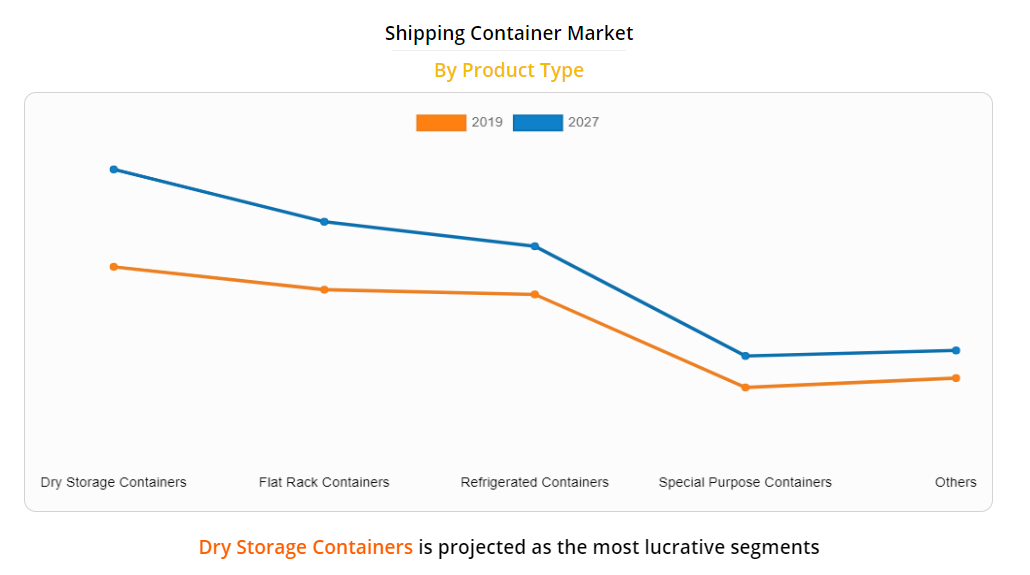 Shipping Container Market
By Product Type
2019 2027
Dry Storage Containers Flat Rack Containers Refrigerated Containers Special Purpose Containers Others
Dry Storage Containers is projected as the most lucrative segments